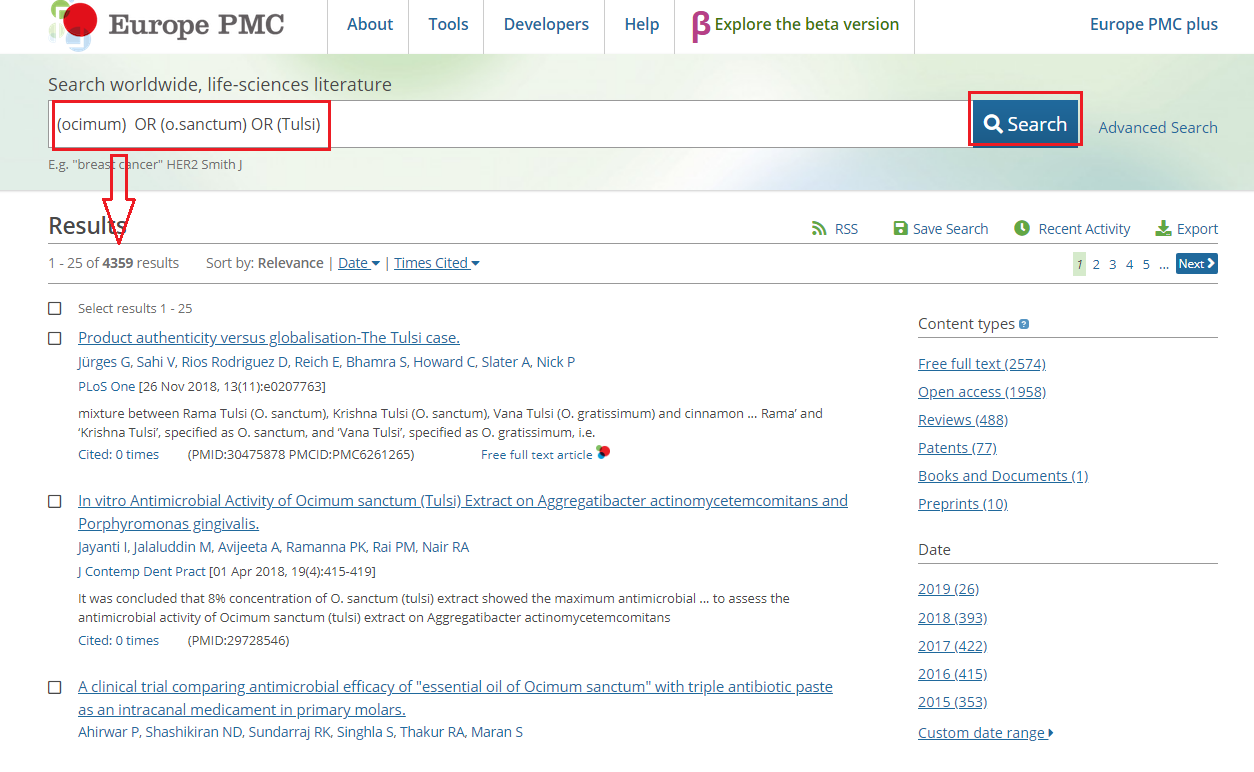 Europe PMC
About
Tools
Developers
Help
β Explore the beta version
Europe PMC plus
Search worldwide, life-sciences literature
(ocimum)  OR (o.sanctum) OR (Tulsi)
Search
Advanced Search
E.g. "breast cancer" HER2 Smith J
Results
RSS
Save Search
Recent Activity
Export
1 - 25 of 4359 results
Sort by: Relevance | Date | Times Cited
1 2 3 4 5 ... Next
Select results 1 - 25
Product authenticity versus globalisation-The Tulsi case.
Jürges G, Sahi V, Rios Rodriguez D, Reich E, Bhamra S, Howard C, Slater A, Nick P
PLoS One [26 Nov 2018, 13(11):e0207763]
mixture between Rama Tulsi (O. sanctum), Krishna Tulsi (O. sanctum), Vana Tulsi (O. gratissimum) and cinnamon ... Rama’ and
‘Krishna Tulsi’, specified as O. sanctum, and ‘Vana Tulsi’, specified as O. gratissimum, i.e.
Cited: 0 times (PMID:30475878 PMCID:PMC6261265) Free full text article
In vitro Antimicrobial Activity of Ocimum sanctum (Tulsi) Extract on Aggregatibacter actinomycetemcomitans and
Porphyromonas gingivalis.
Jayanti I, Jalaluddin M, Avijeeta A, Ramanna PK, Rai PM, Nair RA
J Contemp Dent Pract [01 Apr 2018, 19(4):415-419]
It was concluded that 8% concentration of O. sanctum (tulsi) extract showed the maximum antimicrobial ... to assess the
antimicrobial activity of Ocimum sanctum (tulsi) extract on Aggregatibacter actinomycetemcomitans
Cited: 0 times (PMID:29728546)
A clinical trial comparing antimicrobial efficacy of "essential oil of Ocimum sanctum" with triple antibiotic paste
as an intracanal medicament in primary molars.
Ahirwar P, Shashikiran ND, Sundarraj RK, Singhla S, Thakur RA, Maran S
Content types ?
Free full text (2574)
Open access (1958)
Reviews (488)
Patents (77)
Books and Documents (1)
Preprints (10)
Date
2019 (26)
2018 (393)
2017 (422)
2016 (415)
2015 (353)
Custom date range